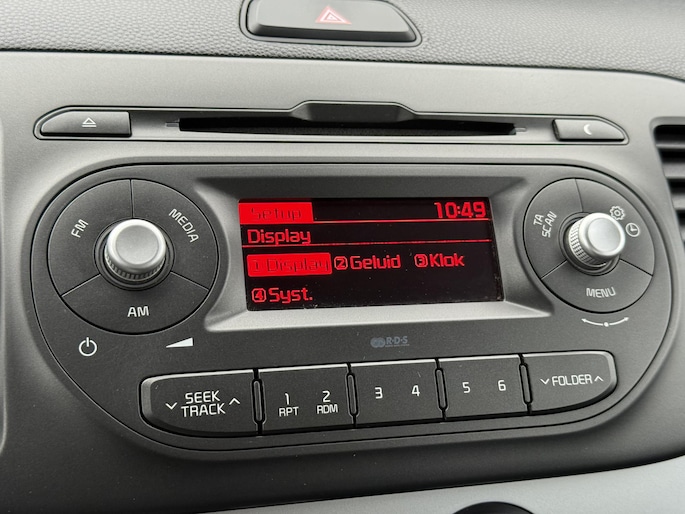 Setup 10:49
Display
1 Display 2 Geluid 3 Klok
4 Syst.
FM
MEDIA
AM
TA
SCAN
MENU
R·D·S
SEEK
TRACK
1
RPT
2
RDM
3 4
5 6
FOLDER